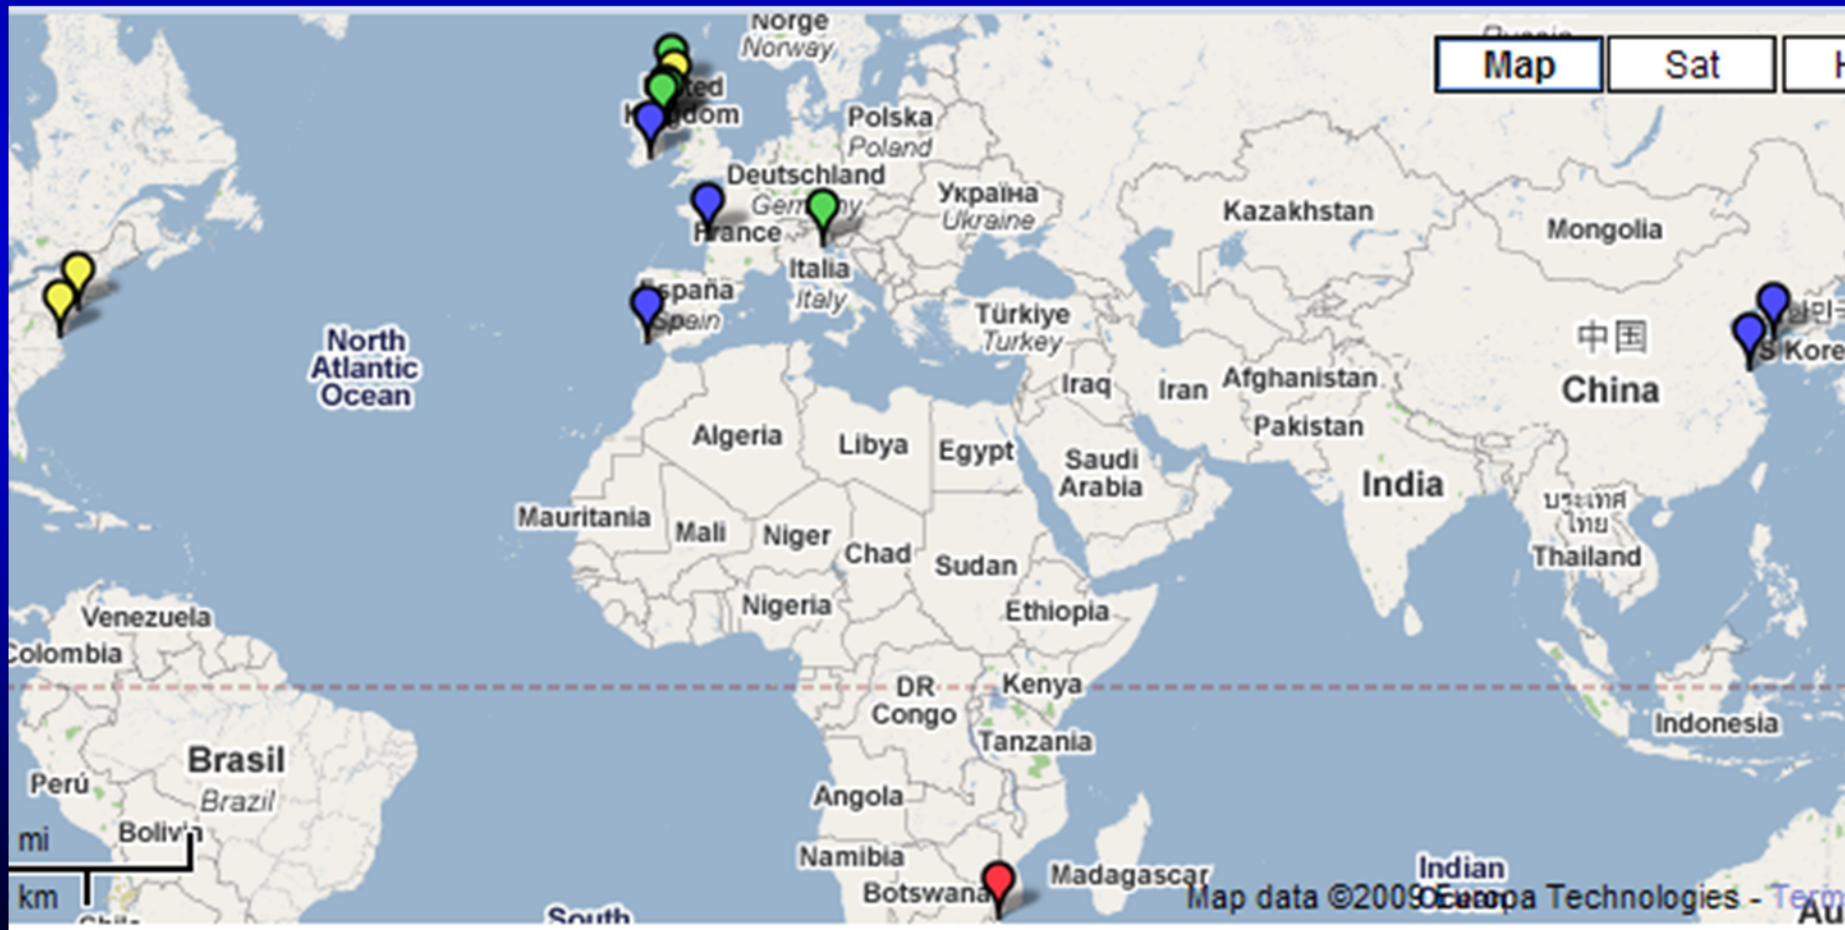 Norge
Norway
Map
Sat
Polska
Poland
Deutschland
Україна
Ukraine
Kazakhstan
Mongolia
France
Italia
Italy
España
Spain
Türkiye
Turkey
中国
China
North
Atlantic
Ocean
Iraq
Iran
Afghanistan
Pakistan
Algeria
Libya
Egypt
Saudi
Arabia
India
Mauritania
Mali
Niger
Chad
Sudan
ประเทศ
ไทย
Thailand
Nigeria
Ethiopia
Venezuela
Colombia
DR
Congo
Kenya
Tanzania
Indonesia
Brasil
Brazil
Perú
Angola
Bolivia
mi
km
Namibia
Botswana
Madagascar
Indian
Ocean
Map data ©2009 Europa Technologies -
South